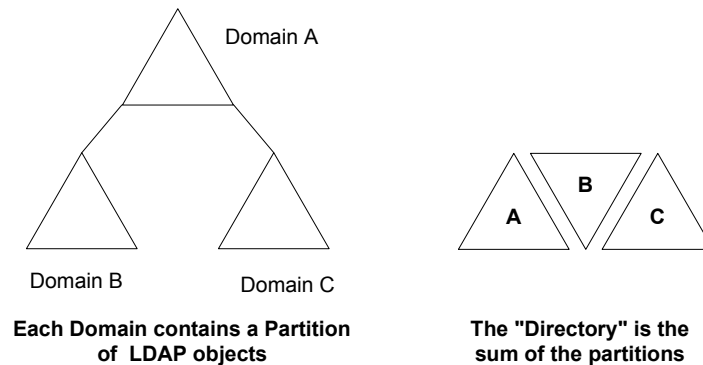 Domain A
Domain B
Domain C
Each Domain contains a Partition
of LDAP objects
A
B
C
The "Directory" is the
sum of the partitions